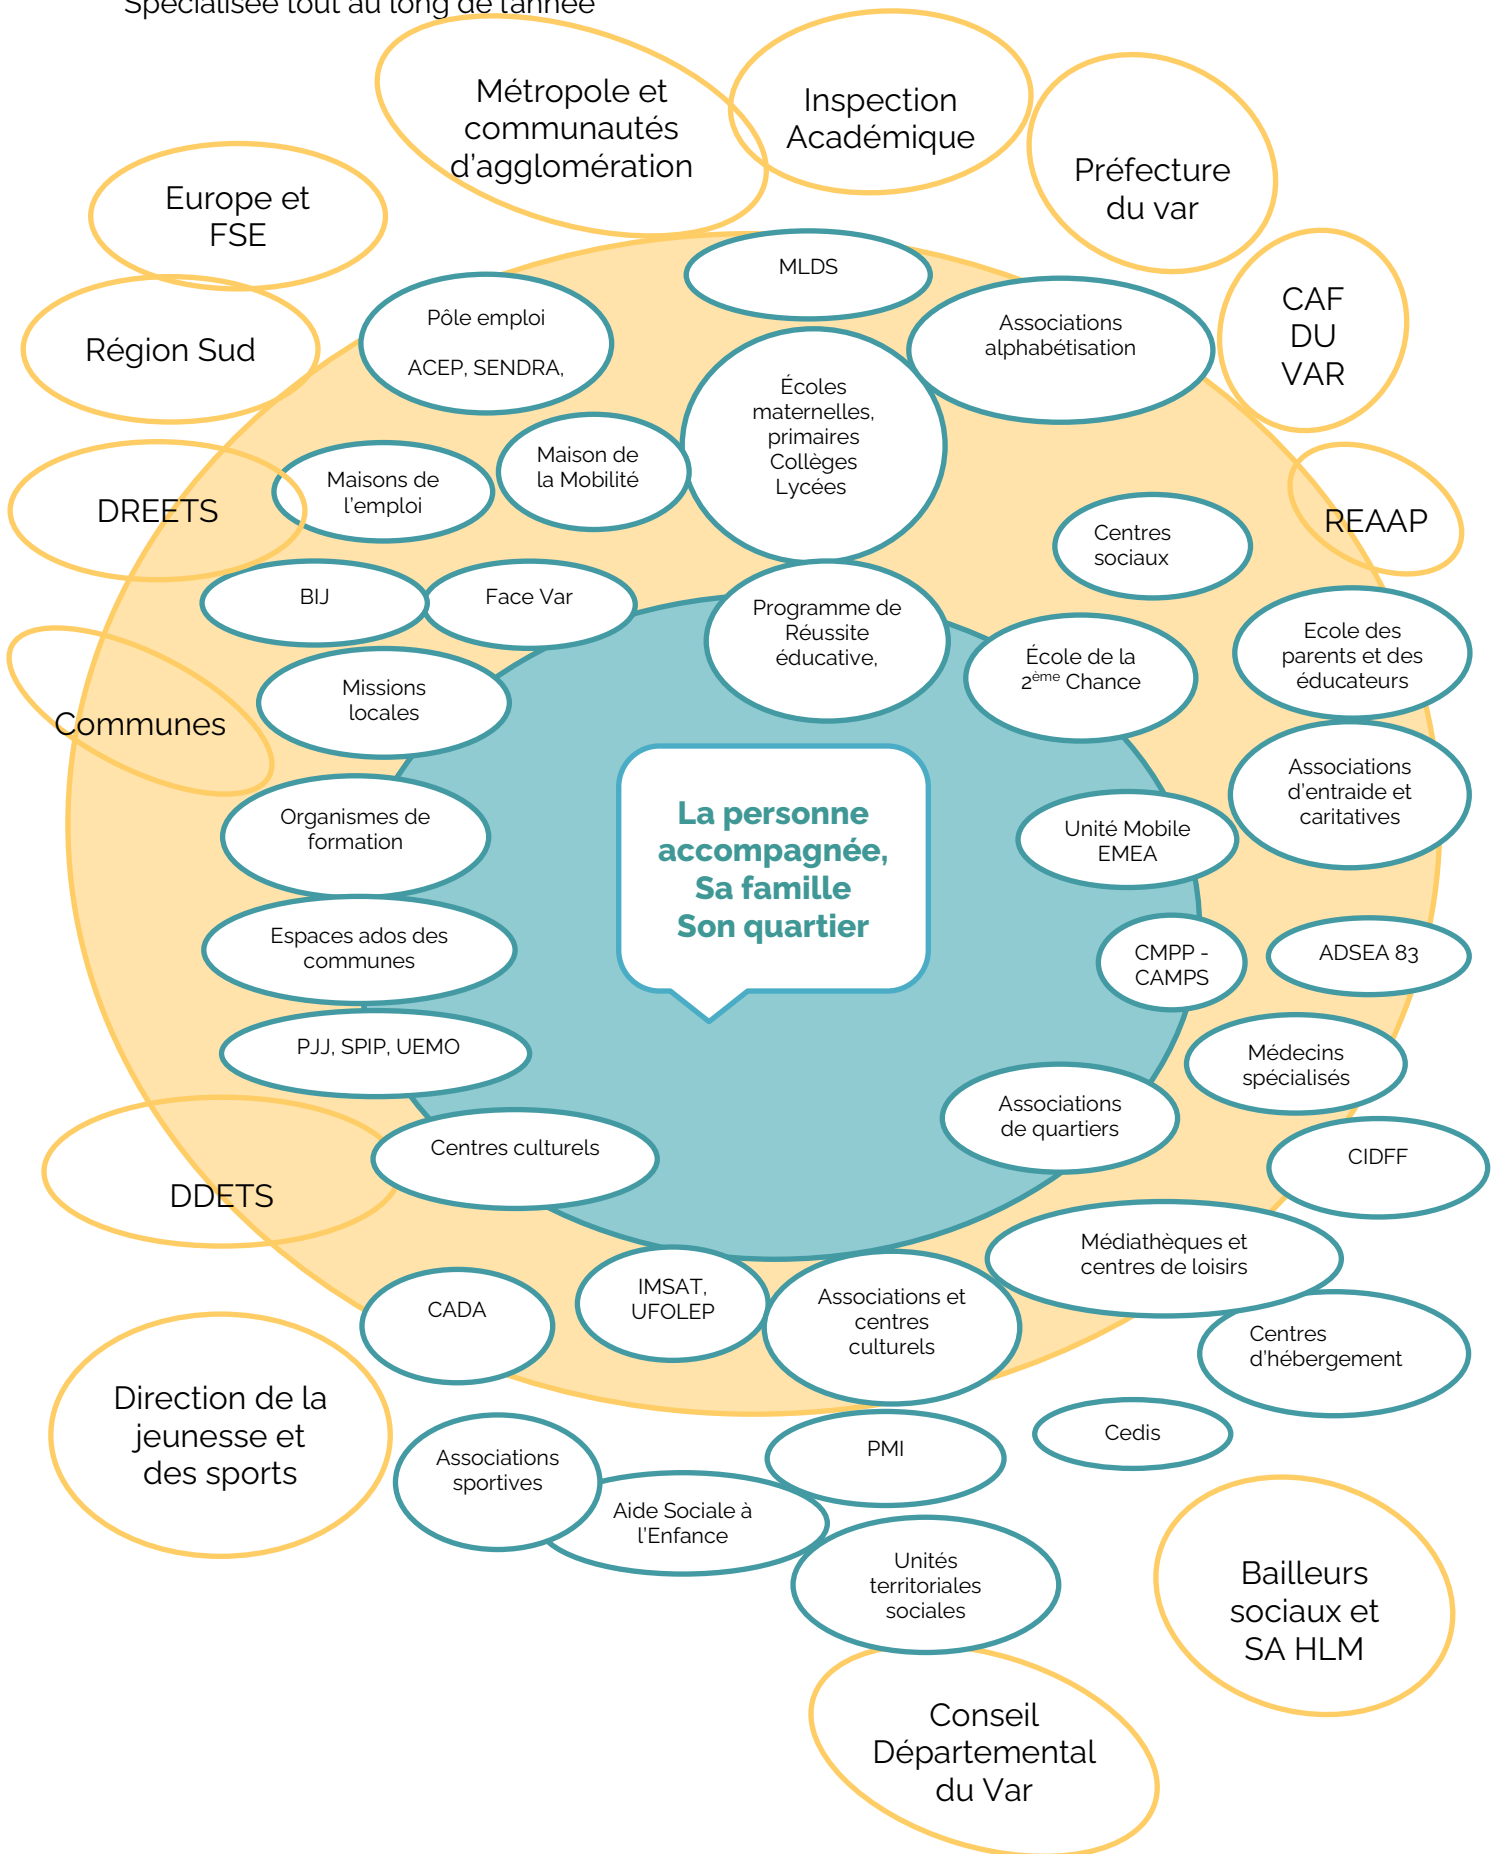 Spécialisée tout au long de l'année
Métropole et
communautés
d'agglomération
Inspection
Académique
Préfecture
du var
Europe et
FSE
CAF
DU
VAR
Région Sud
MLDS
Pôle emploi
ACEP, SENDRA,
Associations
alphabétisation
Écoles
maternelles,
primaires
Collèges
Lycées
Maison de
la Mobilité
Maisons de
l'emploi
DREETS
REAAP
Centres
sociaux
BIJ
Face Var
Programme de
Réussite
éducative,
École de la
2ème Chance
Ecole des
parents et des
éducateurs
Missions
locales
Communes
Associations
d'entraide et
caritatives
Organismes de
formation
La personne
accompagnée,
Sa famille
Son quartier
Unité Mobile
EMEA
Espaces ados des
communes
CMPP -
CAMPS
ADSEA 83
PJJ, SPIP, UEMO
Médecins
spécialisés
Associations
de quartiers
Centres culturels
CIDFF
DDETS
Médiathèques et
centres de loisirs
CADA
IMSAT,
UFOLEP
Associations et
centres
culturels
Centres
d'hébergement
Direction de la
jeunesse et
des sports
Cedis
PMI
Associations
sportives
Aide Sociale à
l'Enfance
Unités
territoriales
sociales
Bailleurs
sociaux et
SA HLM
Conseil
Départemental
du Var